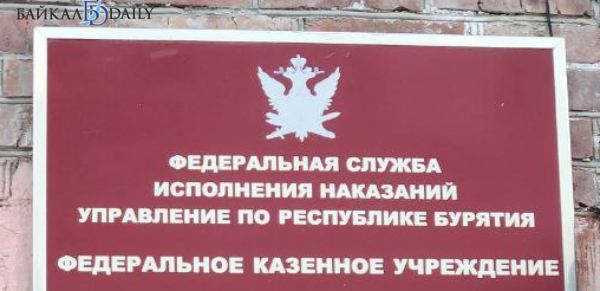 БАЙКАЛ DAILY
ФЕДЕРАЛЬНАЯ СЛУЖБА
ИСПОЛНЕНИЯ НАКАЗАНИЙ
УПРАВЛЕНИЕ ПО РЕСПУБЛИКЕ БУРЯТИЯ
ФЕДЕРАЛЬНОЕ КАЗЕННОЕ УЧРЕЖДЕНИЕ